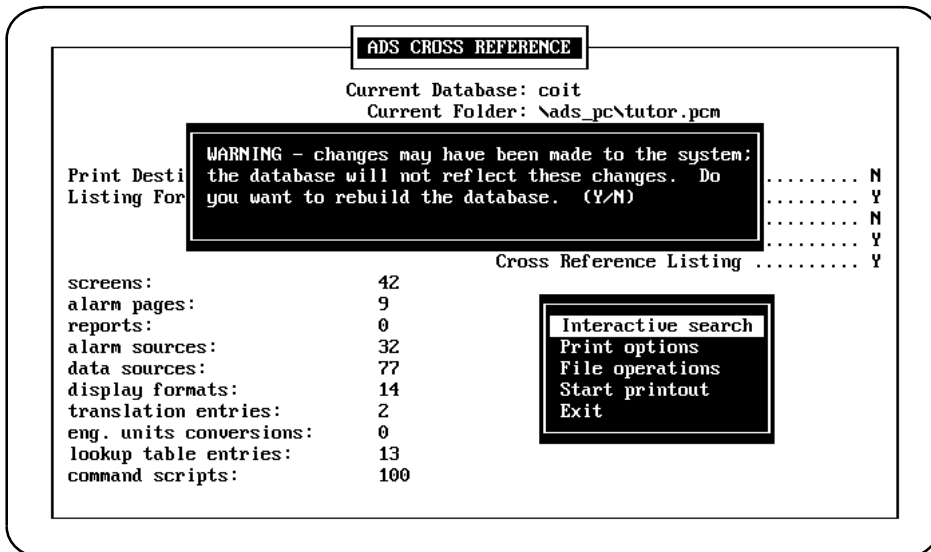 ADS CROSS REFERENCE
Current Database: coit
Current Folder: \ads_pc\tutor.pcm
WARNING - changes may have been made to the system;
the database will not reflect these changes. Do
you want to rebuild the database. (Y/N)
Print Desti ......... N
Listing For ......... Y
......... N
......... Y
Cross Reference Listing .......... Y
screens: 42
alarm pages: 9
reports: 0
alarm sources: 32
data sources: 77
display formats: 14
translation entries: 2
eng. units conversions: 0
lookup table entries: 13
command scripts: 100
Interactive search
Print options
File operations
Start printout
Exit